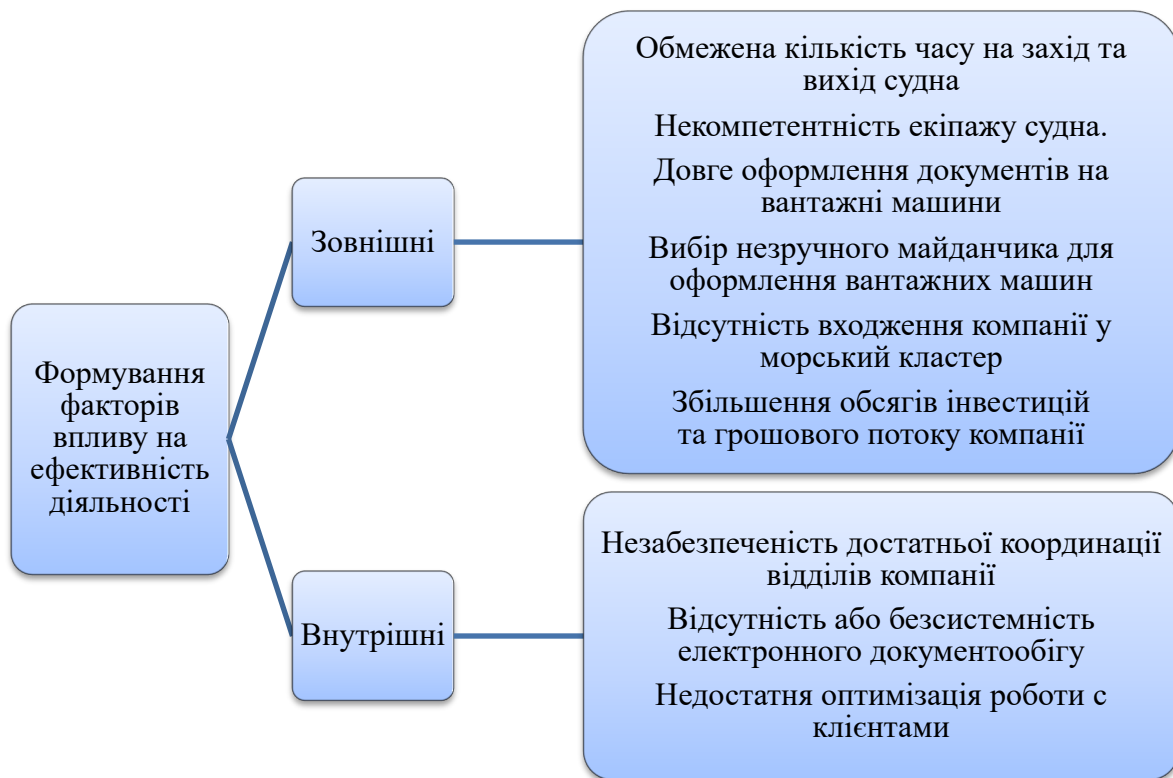 Формування
факторів
впливу на
ефективність
діяльності
Зовнішні
Обмежена кількість часу на захід та
вихід судна
Некомпетентність екіпажу судна.
Довге оформлення документів на
вантажні машини
Вибір незручного майданчика для
оформлення вантажних машин
Відсутність входження компанії у
морський кластер
Збільшення обсягів інвестицій
та грошового потоку компанії
Внутрішні
Незабезпеченість достатньої координації
відділів компанії
Відсутність або безсистемність
електронного документообігу
Недостатня оптимізація роботи с
клієнтами